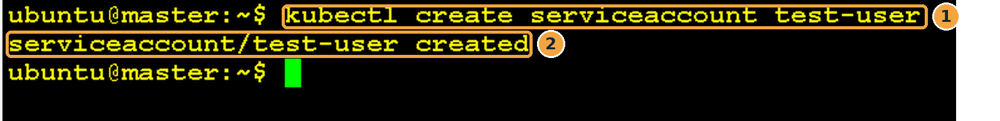 ubuntu@master:~$ kubectl create serviceaccount test-user 1
serviceaccount/test-user created 2
ubuntu@master:~$